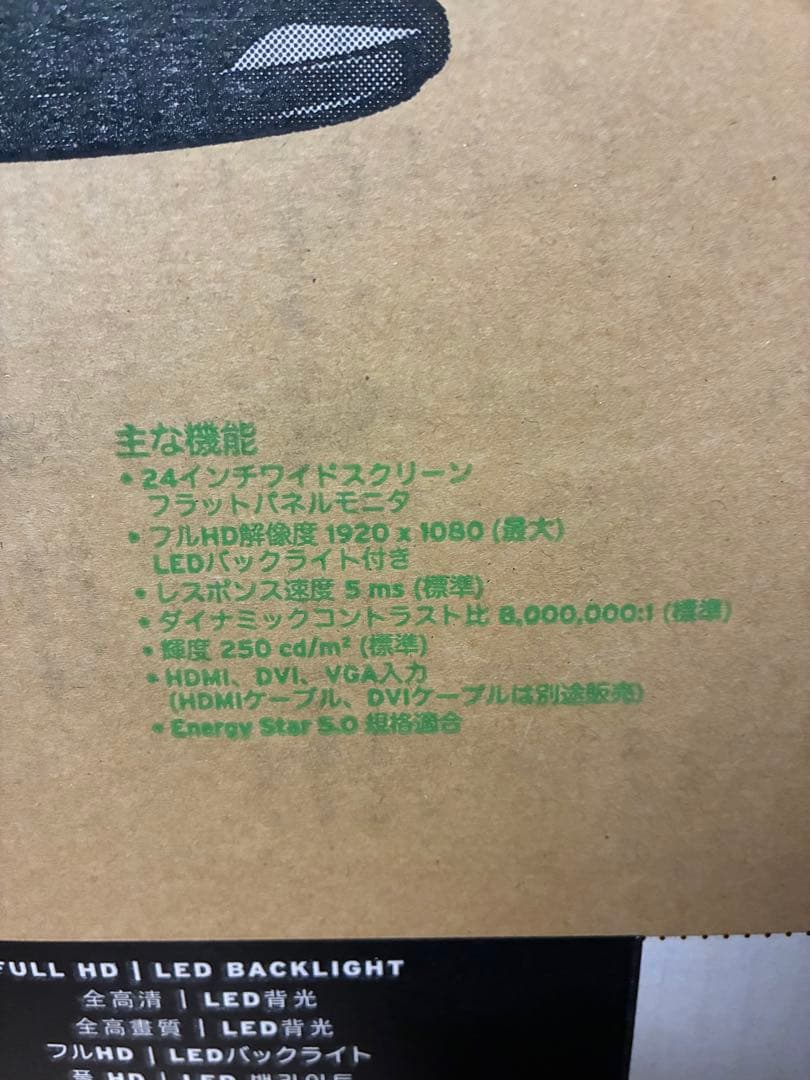 主な機能
• 24インチワイドスクリーン
フラットパネルモニタ
• フルHD解像度 1920 x 1080 (最大)
LEDバックライト付き
• レスポンス速度 5 ms (標準)
• ダイナミックコントラスト比 8,000,000:1 (標準)
• 輝度 250 cd/m² (標準)
• HDMI、DVI、VGA入力
(HDMIケーブル、DVIケーブルは別途販売)
• Energy Star 5.0 規格適合
FULL HD | LED BACKLIGHT
全高清 | LED背光
全高畫質 | LED背光
フルHD | LEDバックライト
풀 HD | LED 백라이트